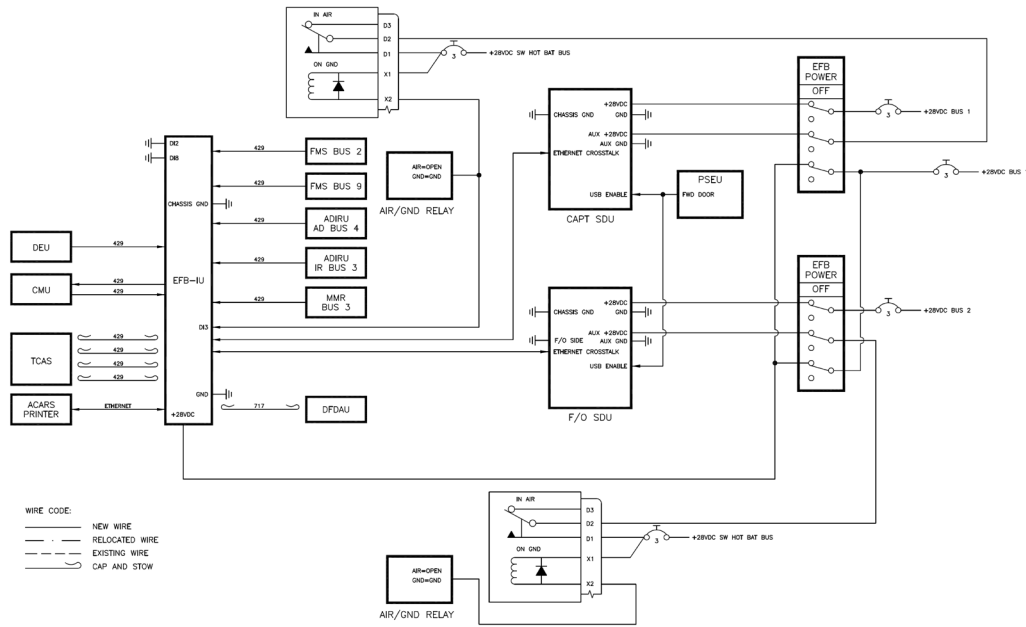 IN AIR
D3
D2
D1
ON GND
X1
X2
3
+28VDC SW HOT BAT BUS
EFB
POWER
OFF
3
+28VDC BUS 1
3
+28VDC BUS
+28VDC
CHASSIS GND
GND
AUX +28VDC
AUX GND
ETHERNET CROSSTALK
USB ENABLE
CAPT SDU
PSEU
FWD DOOR
AIR=OPEN
GND=GND
AIR/GND RELAY
DI2
DI8
CHASSIS GND
EFB-IU
DI3
GND
+28VDC
429
FMS BUS 2
429
FMS BUS 9
429
ADIRU
AD BUS 4
429
ADIRU
IR BUS 3
429
MMR
BUS 3
717
DFDAU
DEU
429
CMU
429
429
TCAS
429
429
429
429
ACARS
PRINTER
ETHERNET
+28VDC
CHASSIS GND
GND
AUX +28VDC
F/O SIDE
AUX GND
ETHERNET CROSSTALK
USB ENABLE
F/O SDU
EFB
POWER
OFF
3
+28VDC BUS 2
WIRE CODE:
NEW WIRE
RELOCATED WIRE
EXISTING WIRE
CAP AND STOW
IN AIR
D3
D2
D1
ON GND
X1
X2
3
+28VDC SW HOT BAT BUS
AIR=OPEN
GND=GND
AIR/GND RELAY